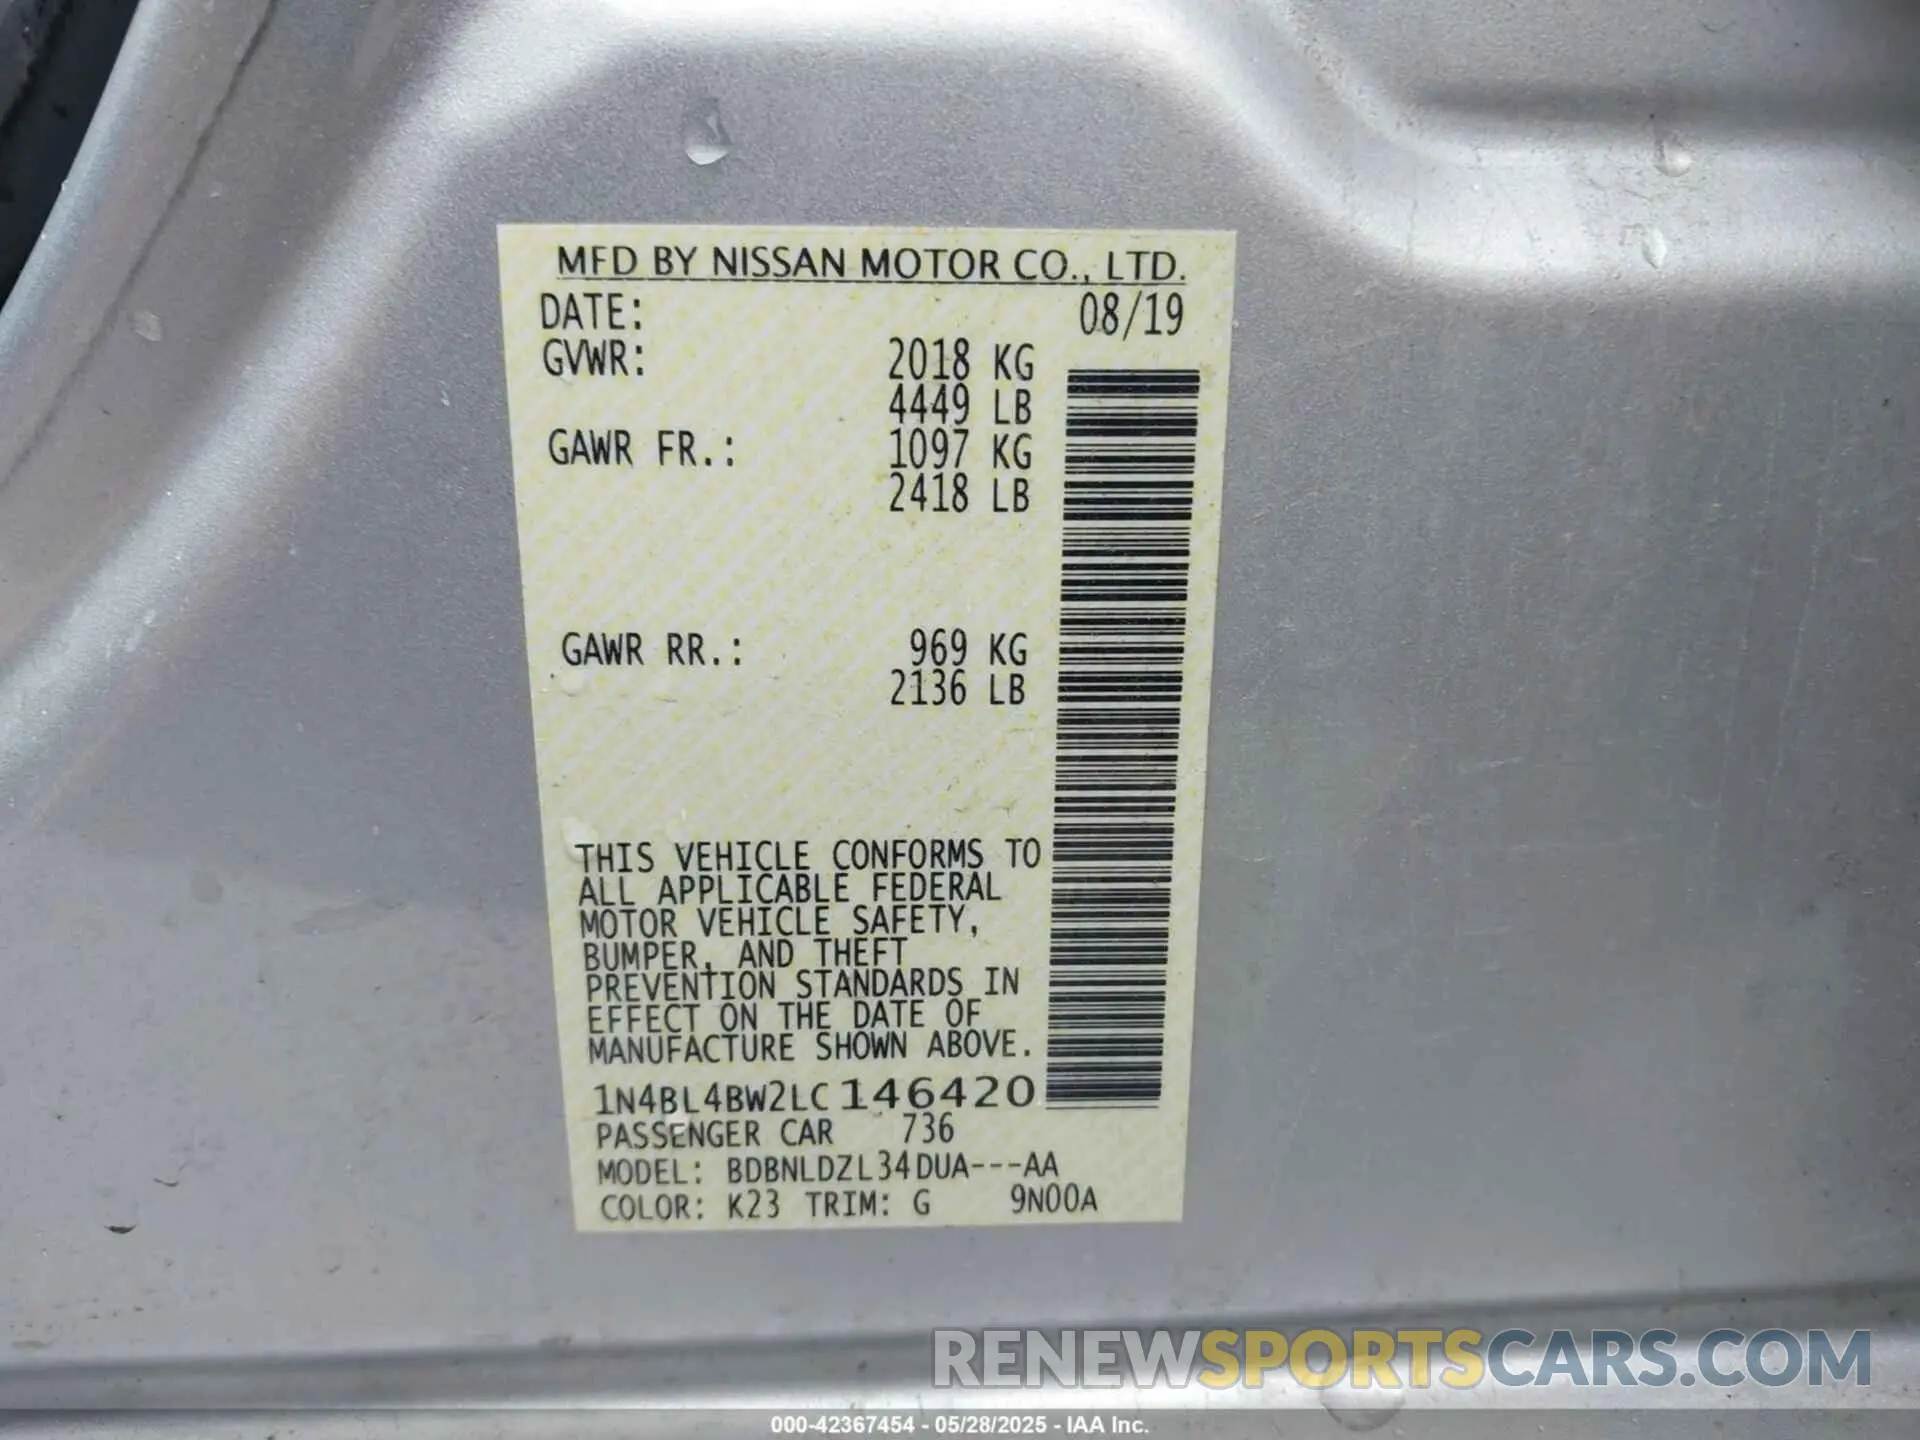 MFD BY NISSAN MOTOR CO., LTD.
DATE: 08/19
GVWR: 2018 KG
4449 LB
GAWR FR.: 1097 KG
2418 LB
GAWR RR.: 969 KG
2136 LB
THIS VEHICLE CONFORMS TO
ALL APPLICABLE FEDERAL
MOTOR VEHICLE SAFETY,
BUMPER, AND THEFT
PREVENTION STANDARDS IN
EFFECT ON THE DATE OF
MANUFACTURE SHOWN ABOVE.
1N4BL4BW2LC146420
PASSENGER CAR 736
MODEL: BDBNLDZL34DUA---AA
COLOR: K23 TRIM: G 9N00A
RENEWSPORTSCARS.COM
000-42367454 - 05/28/2025 - IAA Inc.